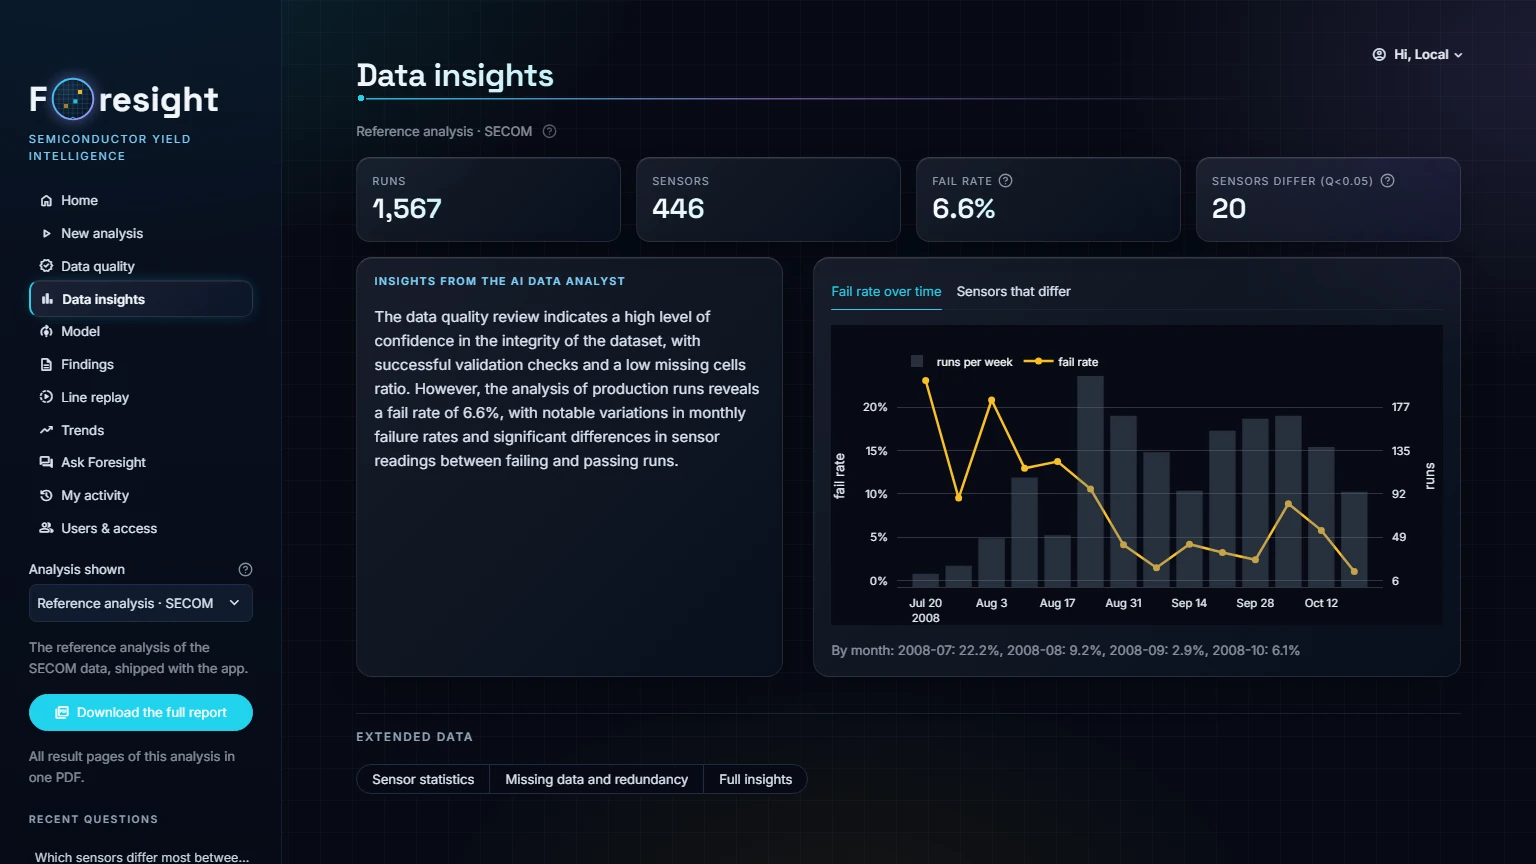 Foresight
SEMICONDUCTOR YIELD
INTELLIGENCE
Home
New analysis
Data quality
Data insights
Model
Findings
Line replay
Trends
Ask Foresight
My activity
Users & access
Analysis shown
Reference analysis · SECOM
The reference analysis of the
SECOM data, shipped with the app.
Download the full report
All result pages of this analysis in
one PDF.
RECENT QUESTIONS
Which sensors differ most betwee...
Hi, Local
Data insights
Reference analysis · SECOM
RUNS
1,567
SENSORS
446
FAIL RATE
6.6%
SENSORS DIFFER (Q<0.05)
20
INSIGHTS FROM THE AI DATA ANALYST
The data quality review indicates a high level of
confidence in the integrity of the dataset, with
successful validation checks and a low missing cells
ratio. However, the analysis of production runs reveals
a fail rate of 6.6%, with notable variations in monthly
failure rates and significant differences in sensor
readings between failing and passing runs.
Fail rate over time Sensors that differ
runs per week fail rate
20% 177
15% 135
10% 92
5% 49
0% 6
fail rate
runs
Jul 20 Aug 3 Aug 17 Aug 31 Sep 14 Sep 28 Oct 12
2008
By month: 2008-07: 22.2%, 2008-08: 9.2%, 2008-09: 2.9%, 2008-10: 6.1%
EXTENDED DATA
Sensor statistics Missing data and redundancy Full insights